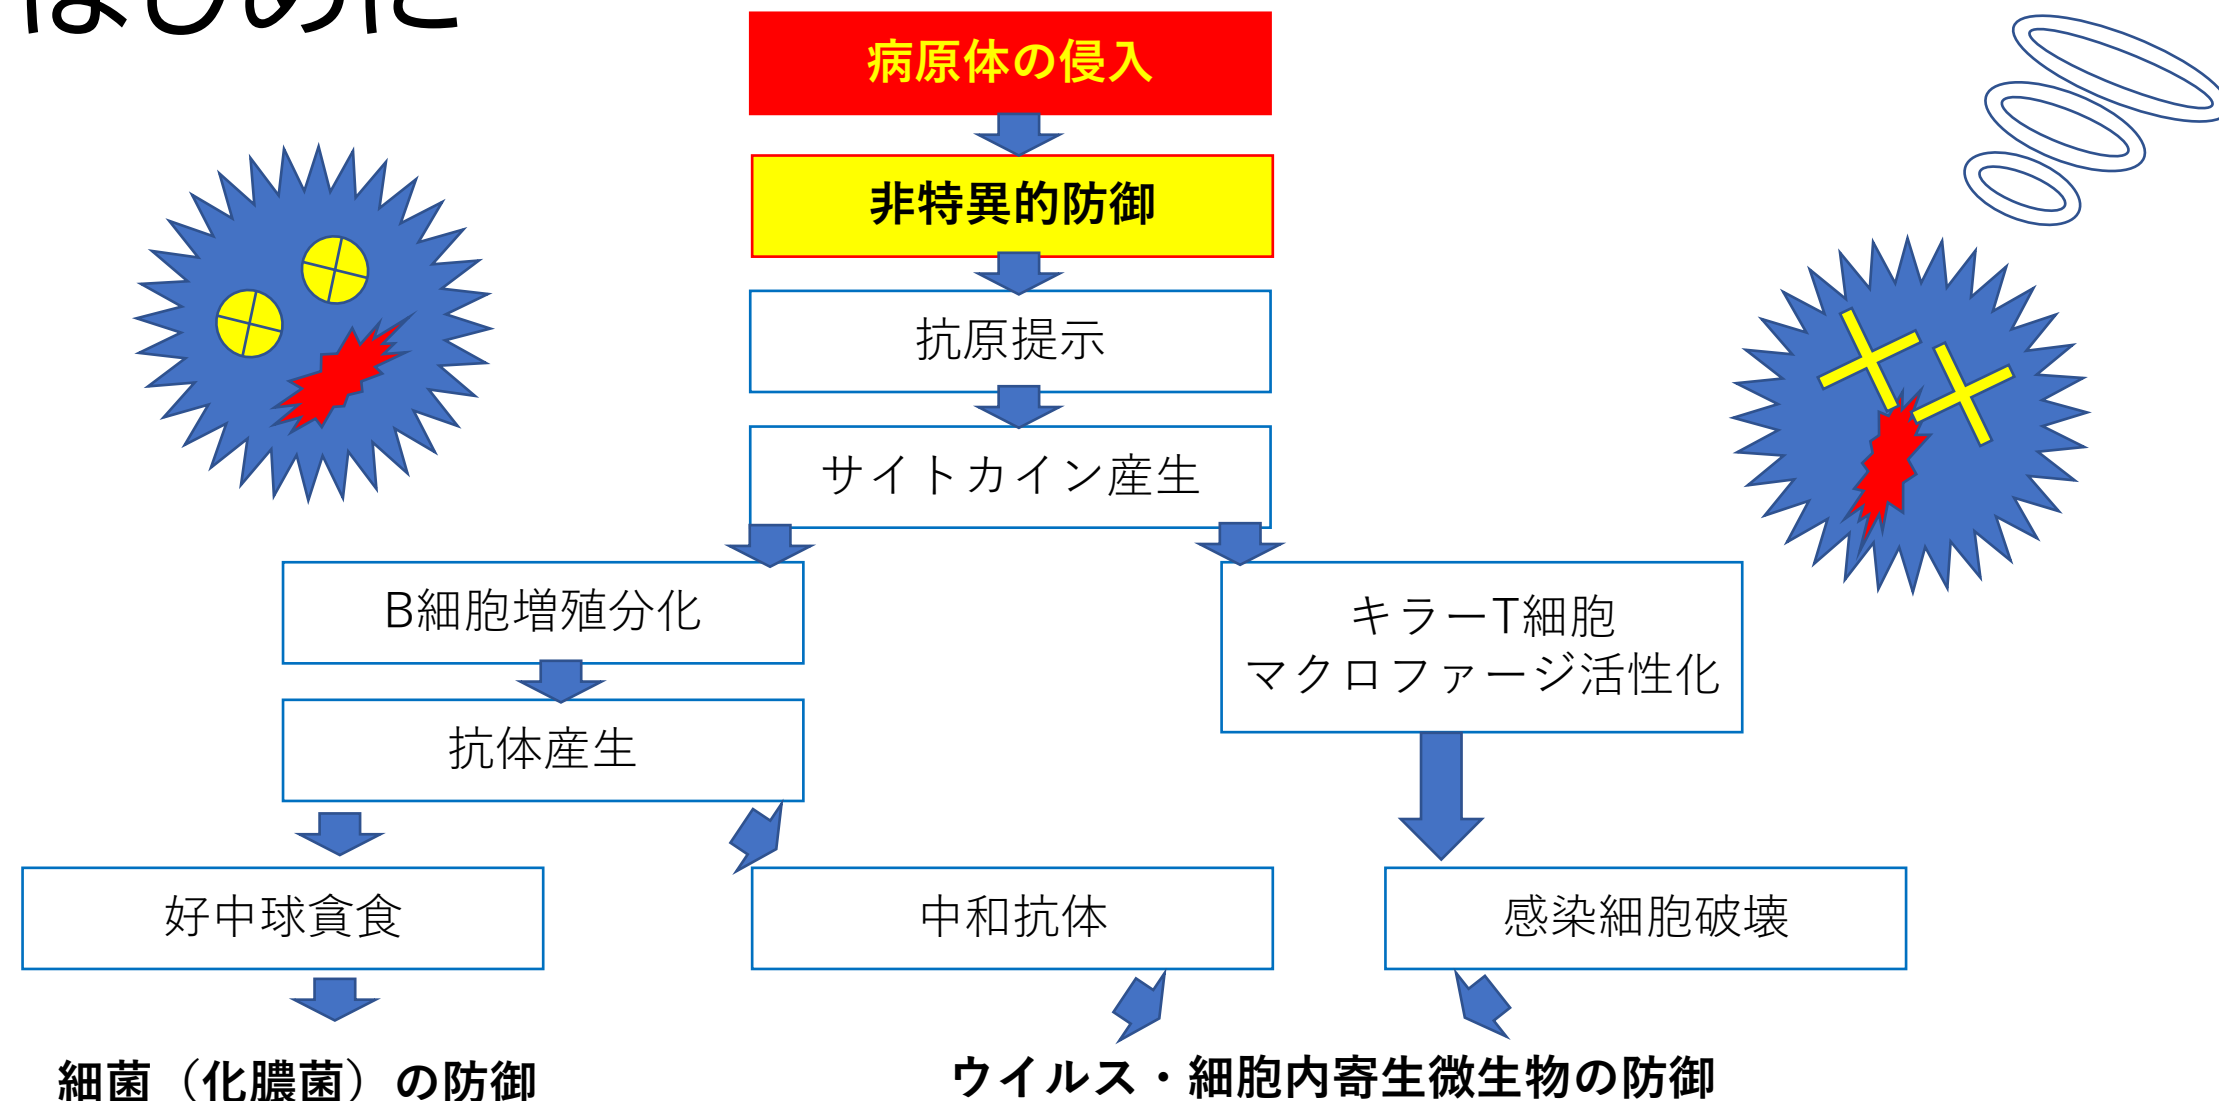 はじめに
病原体の侵入
非特異的防御
抗原提示
サイトカイン産生
B細胞増殖分化
キラーT細胞
マクロファージ活性化
抗体産生
好中球貪食
中和抗体
感染細胞破壊
細菌（化膿菌）の防御
ウイルス・細胞内寄生微生物の防御